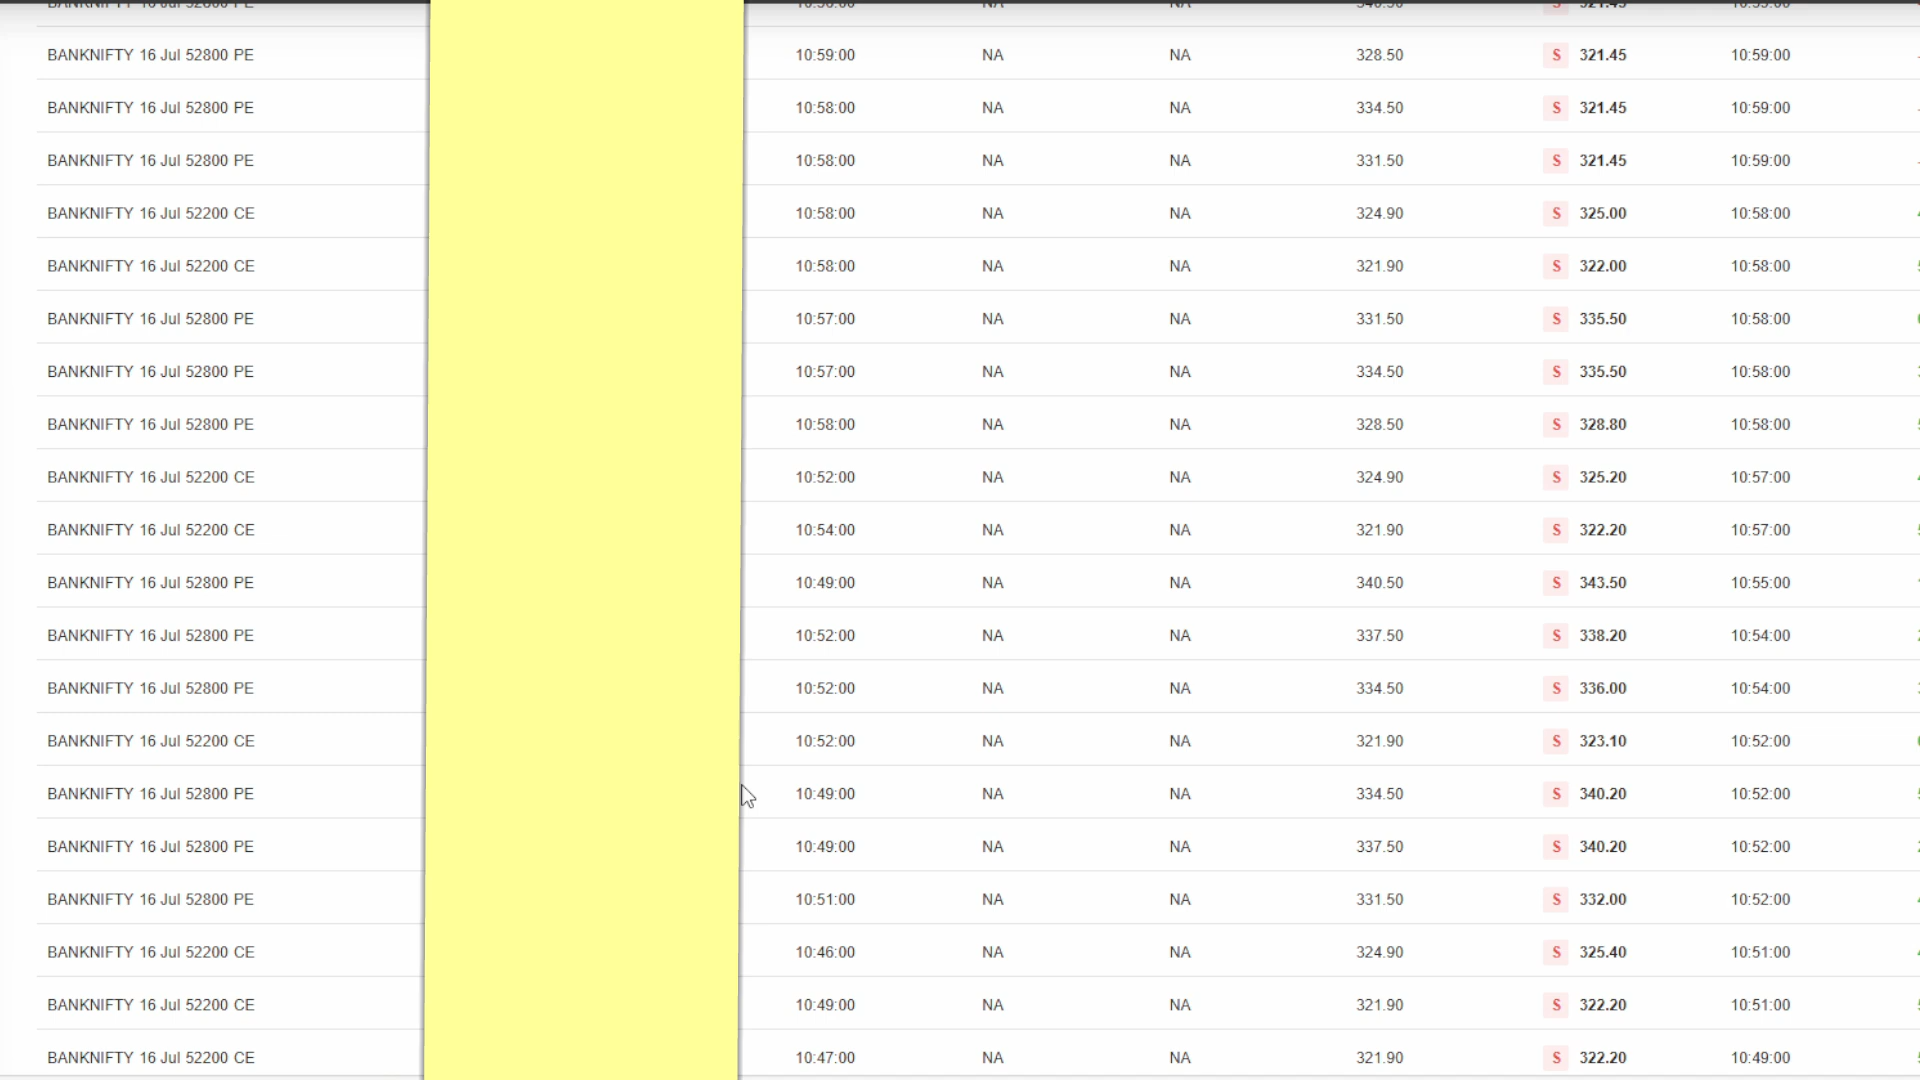 BANKNIFTY 16 Jul 52800 PE 10:59:00 NA NA 328.50 S 321.45 10:59:00
BANKNIFTY 16 Jul 52800 PE 10:58:00 NA NA 334.50 S 321.45 10:59:00
BANKNIFTY 16 Jul 52800 PE 10:58:00 NA NA 331.50 S 321.45 10:59:00
BANKNIFTY 16 Jul 52200 CE 10:58:00 NA NA 324.90 S 325.00 10:58:00
BANKNIFTY 16 Jul 52200 CE 10:58:00 NA NA 321.90 S 322.00 10:58:00
BANKNIFTY 16 Jul 52800 PE 10:57:00 NA NA 331.50 S 335.50 10:58:00
BANKNIFTY 16 Jul 52800 PE 10:57:00 NA NA 334.50 S 335.50 10:58:00
BANKNIFTY 16 Jul 52800 PE 10:58:00 NA NA 328.50 S 328.80 10:58:00
BANKNIFTY 16 Jul 52200 CE 10:52:00 NA NA 324.90 S 325.20 10:57:00
BANKNIFTY 16 Jul 52200 CE 10:54:00 NA NA 321.90 S 322.20 10:57:00
BANKNIFTY 16 Jul 52800 PE 10:49:00 NA NA 340.50 S 343.50 10:55:00
BANKNIFTY 16 Jul 52800 PE 10:52:00 NA NA 337.50 S 338.20 10:54:00
BANKNIFTY 16 Jul 52800 PE 10:52:00 NA NA 334.50 S 336.00 10:54:00
BANKNIFTY 16 Jul 52200 CE 10:52:00 NA NA 321.90 S 323.10 10:52:00
BANKNIFTY 16 Jul 52800 PE 10:49:00 NA NA 334.50 S 340.20 10:52:00
BANKNIFTY 16 Jul 52800 PE 10:49:00 NA NA 337.50 S 340.20 10:52:00
BANKNIFTY 16 Jul 52800 PE 10:51:00 NA NA 331.50 S 332.00 10:52:00
BANKNIFTY 16 Jul 52200 CE 10:46:00 NA NA 324.90 S 325.40 10:51:00
BANKNIFTY 16 Jul 52200 CE 10:49:00 NA NA 321.90 S 322.20 10:51:00
BANKNIFTY 16 Jul 52200 CE 10:47:00 NA NA 321.90 S 322.20 10:49:00